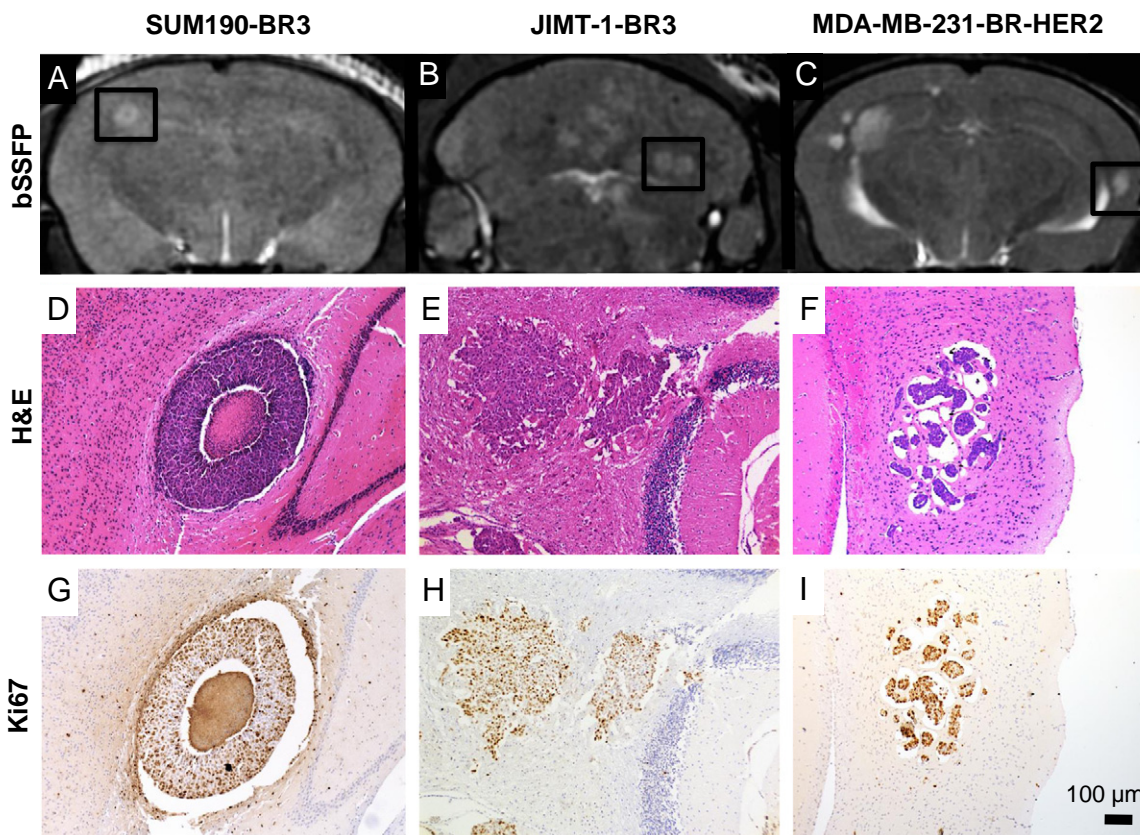 SUM190-BR3 JIMT-1-BR3 MDA-MB-231-BR-HER2
bSSFP
A B C
H&E
D E F
Ki67
G H I
100 µm